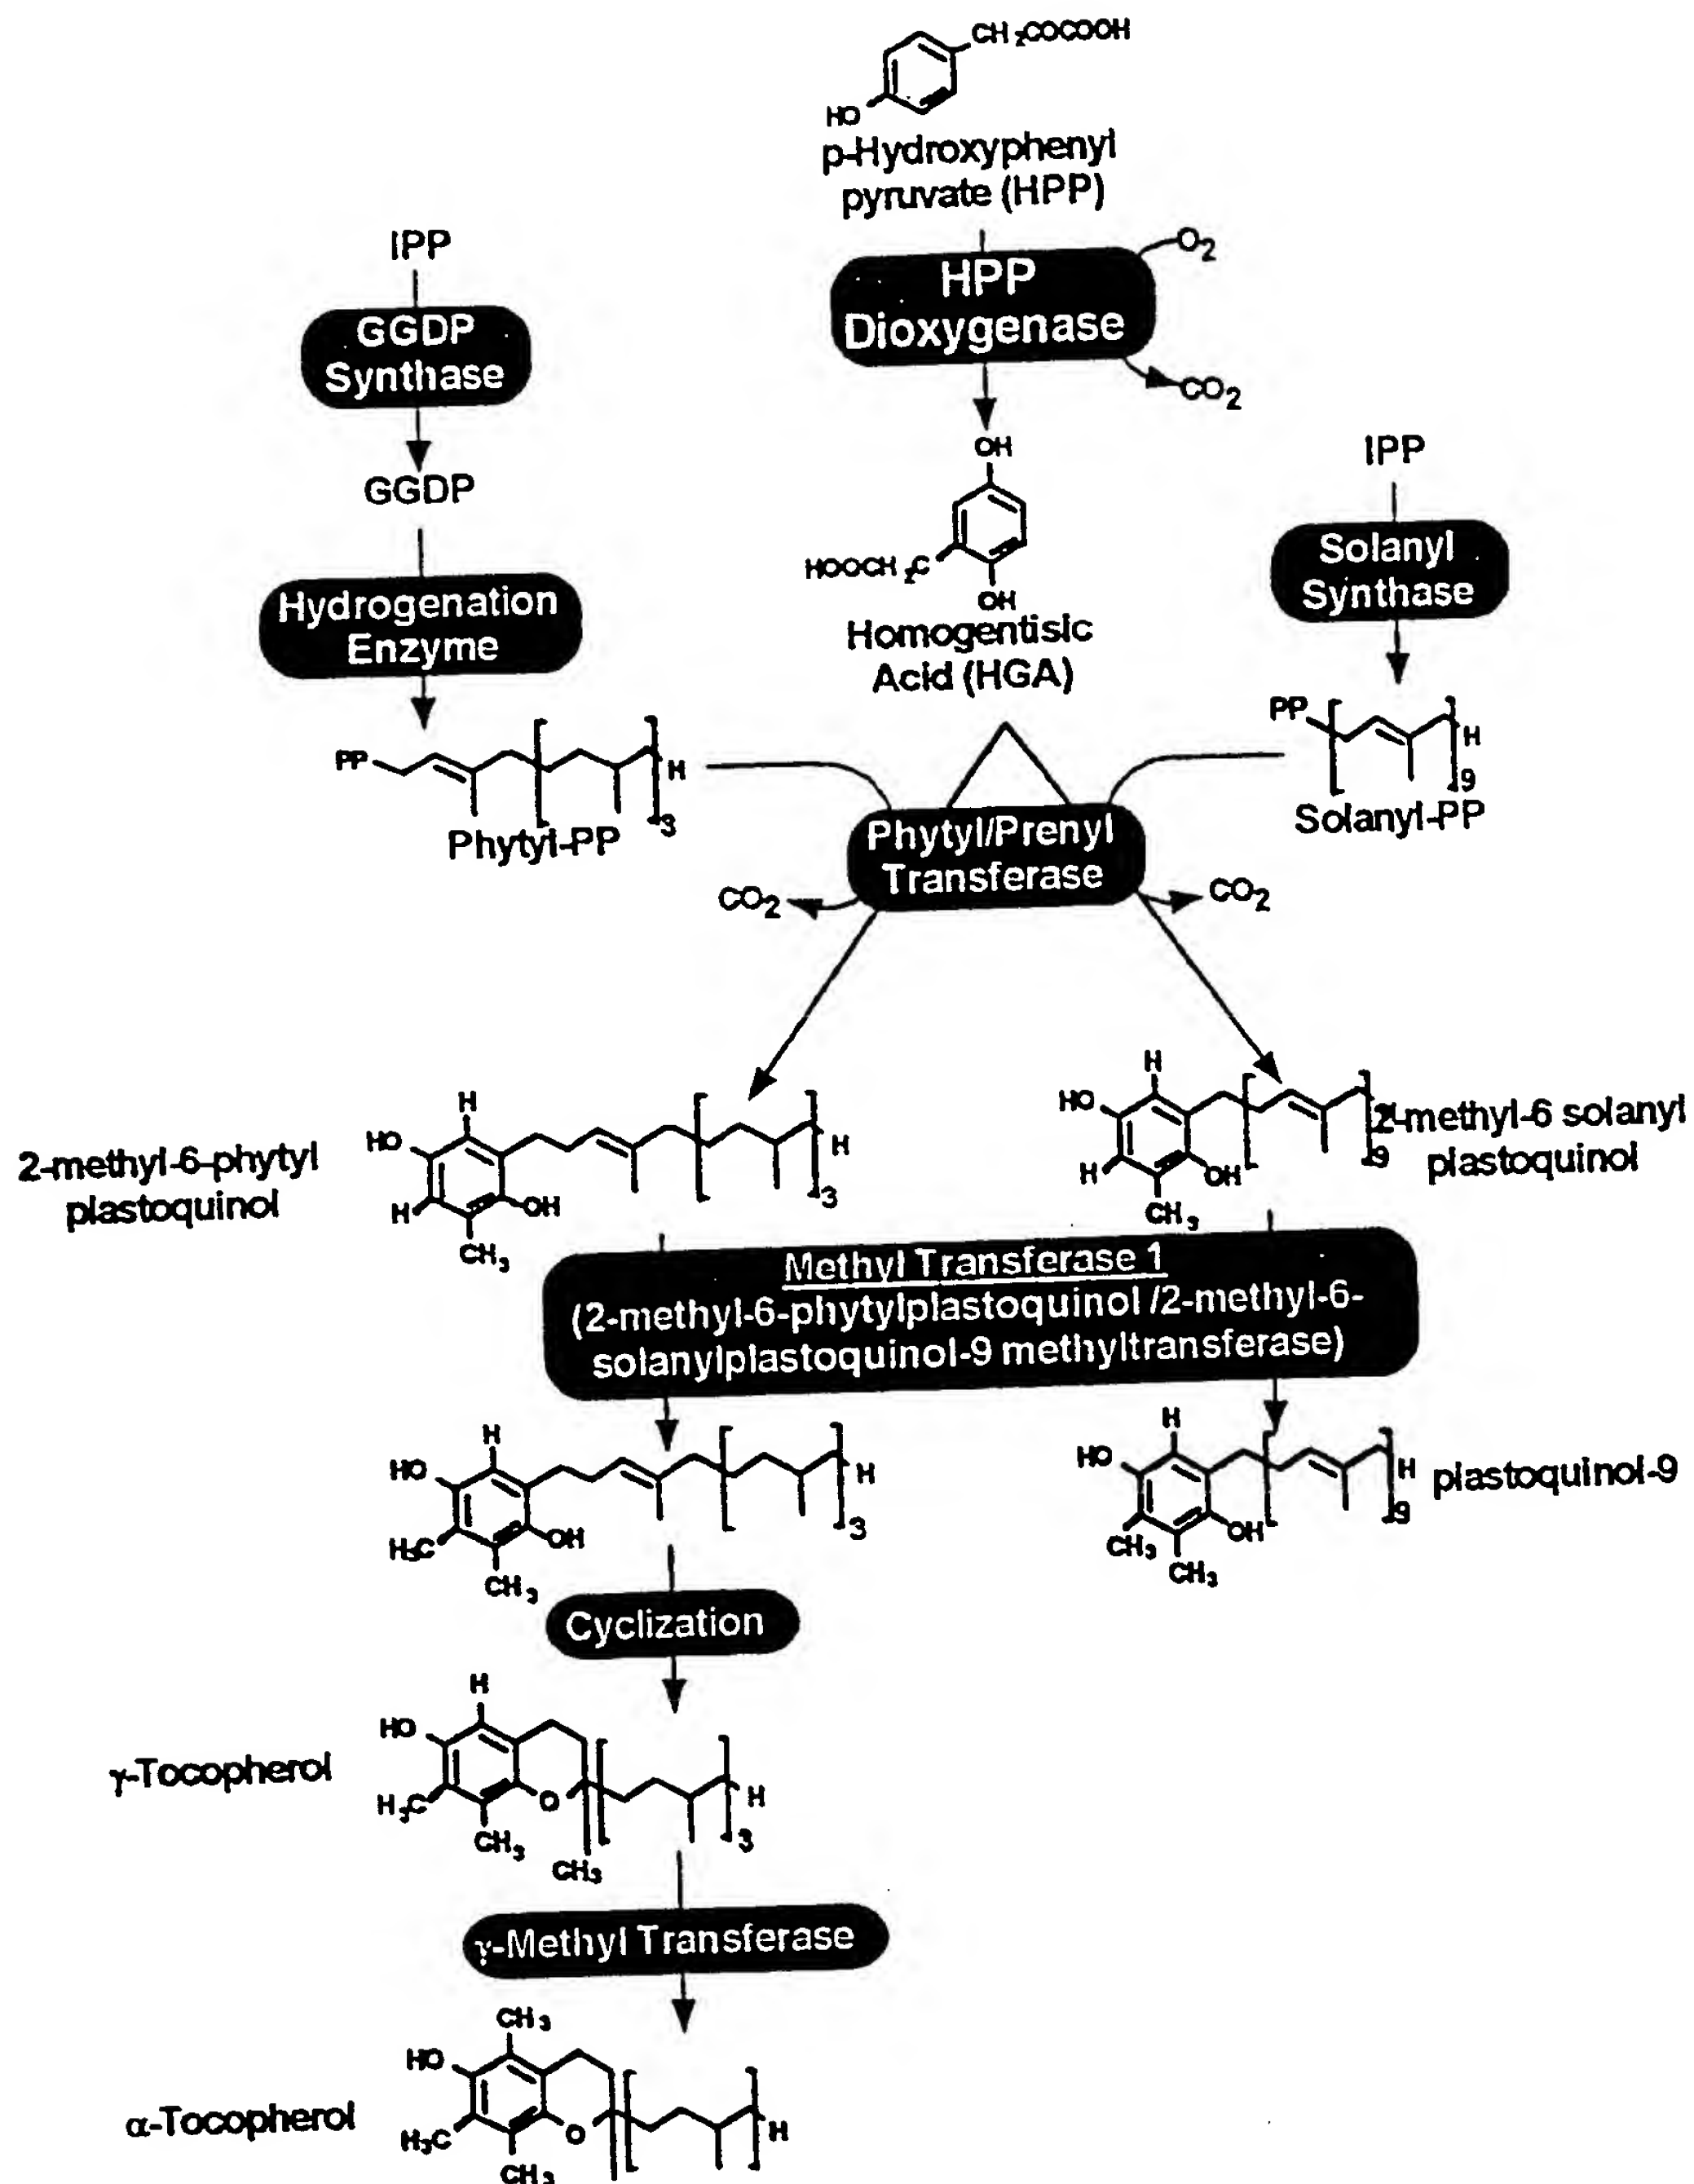 CH2COCOOH
HO
p-Hydroxyphenyl
pyruvate (HPP)
IPP
O2
HPP
Dioxygenase
GGDP
Synthase
CO2
OH
IPP
GGDP
Solanyl
Synthase
HOOCH2C
OH
Hydrogenation
Enzyme
Homogentisic
Acid (HGA)
PP
H
9
Solanyl-PP
PP
H
3
Phytyl-PP
Phytyl/Prenyl
Transferase
CO2
CO2
2-methyl-6-phytyl
plastoquinol
H
HO
H
OH
CH3
H
3
H
HO
H
OH
CH3
9
2-methyl-6 solanyl
plastoquinol
Methyl Transferase 1
(2-methyl-6-phytylplastoquinol /2-methyl-6-
solanylplastoquinol-9 methyltransferase)
H
HO
H3C
OH
CH3
H
3
H
HO
CH3
OH
CH3
H
9
plastoquinol-9
Cyclization
γ-Tocopherol
H
HO
H3C
O
CH3
CH3
H
3
γ-Methyl Transferase
α-Tocopherol
CH3
HO
H3C
O
CH3
H